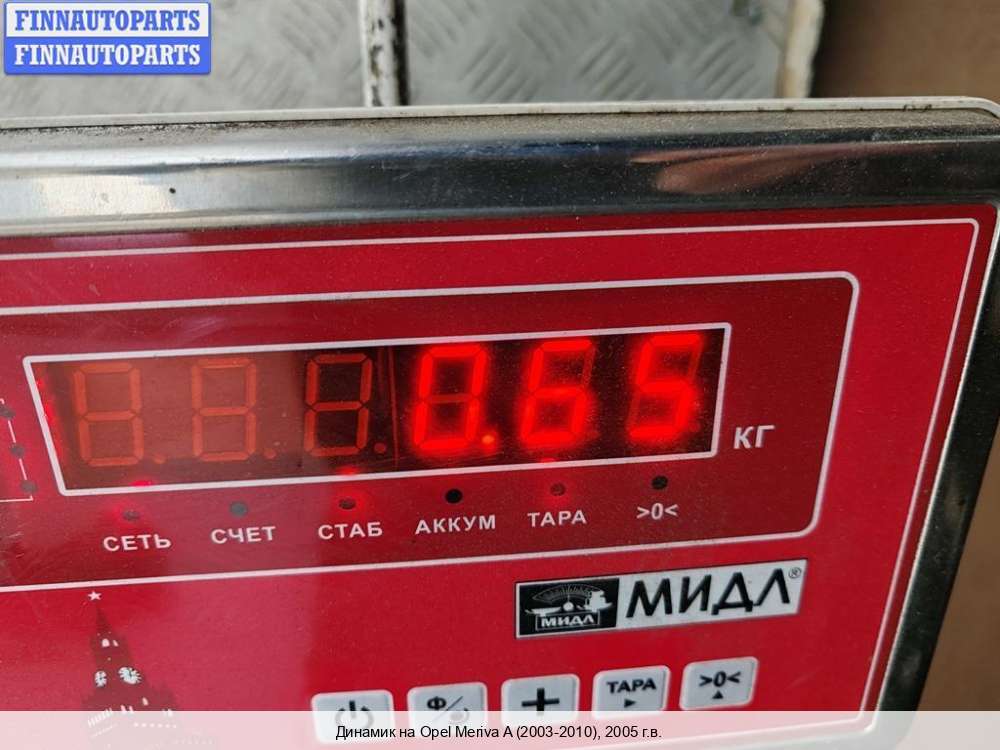 FINNAUTOPARTS
FINNAUTOPARTS
0.65
КГ
СЕТЬ СЧЕТ СТАБ АККУМ ТАРА >0<
МИДЛ МИДЛ®
Ф ТАРА >0<
Динамик на Opel Meriva A (2003-2010), 2005 г.в.